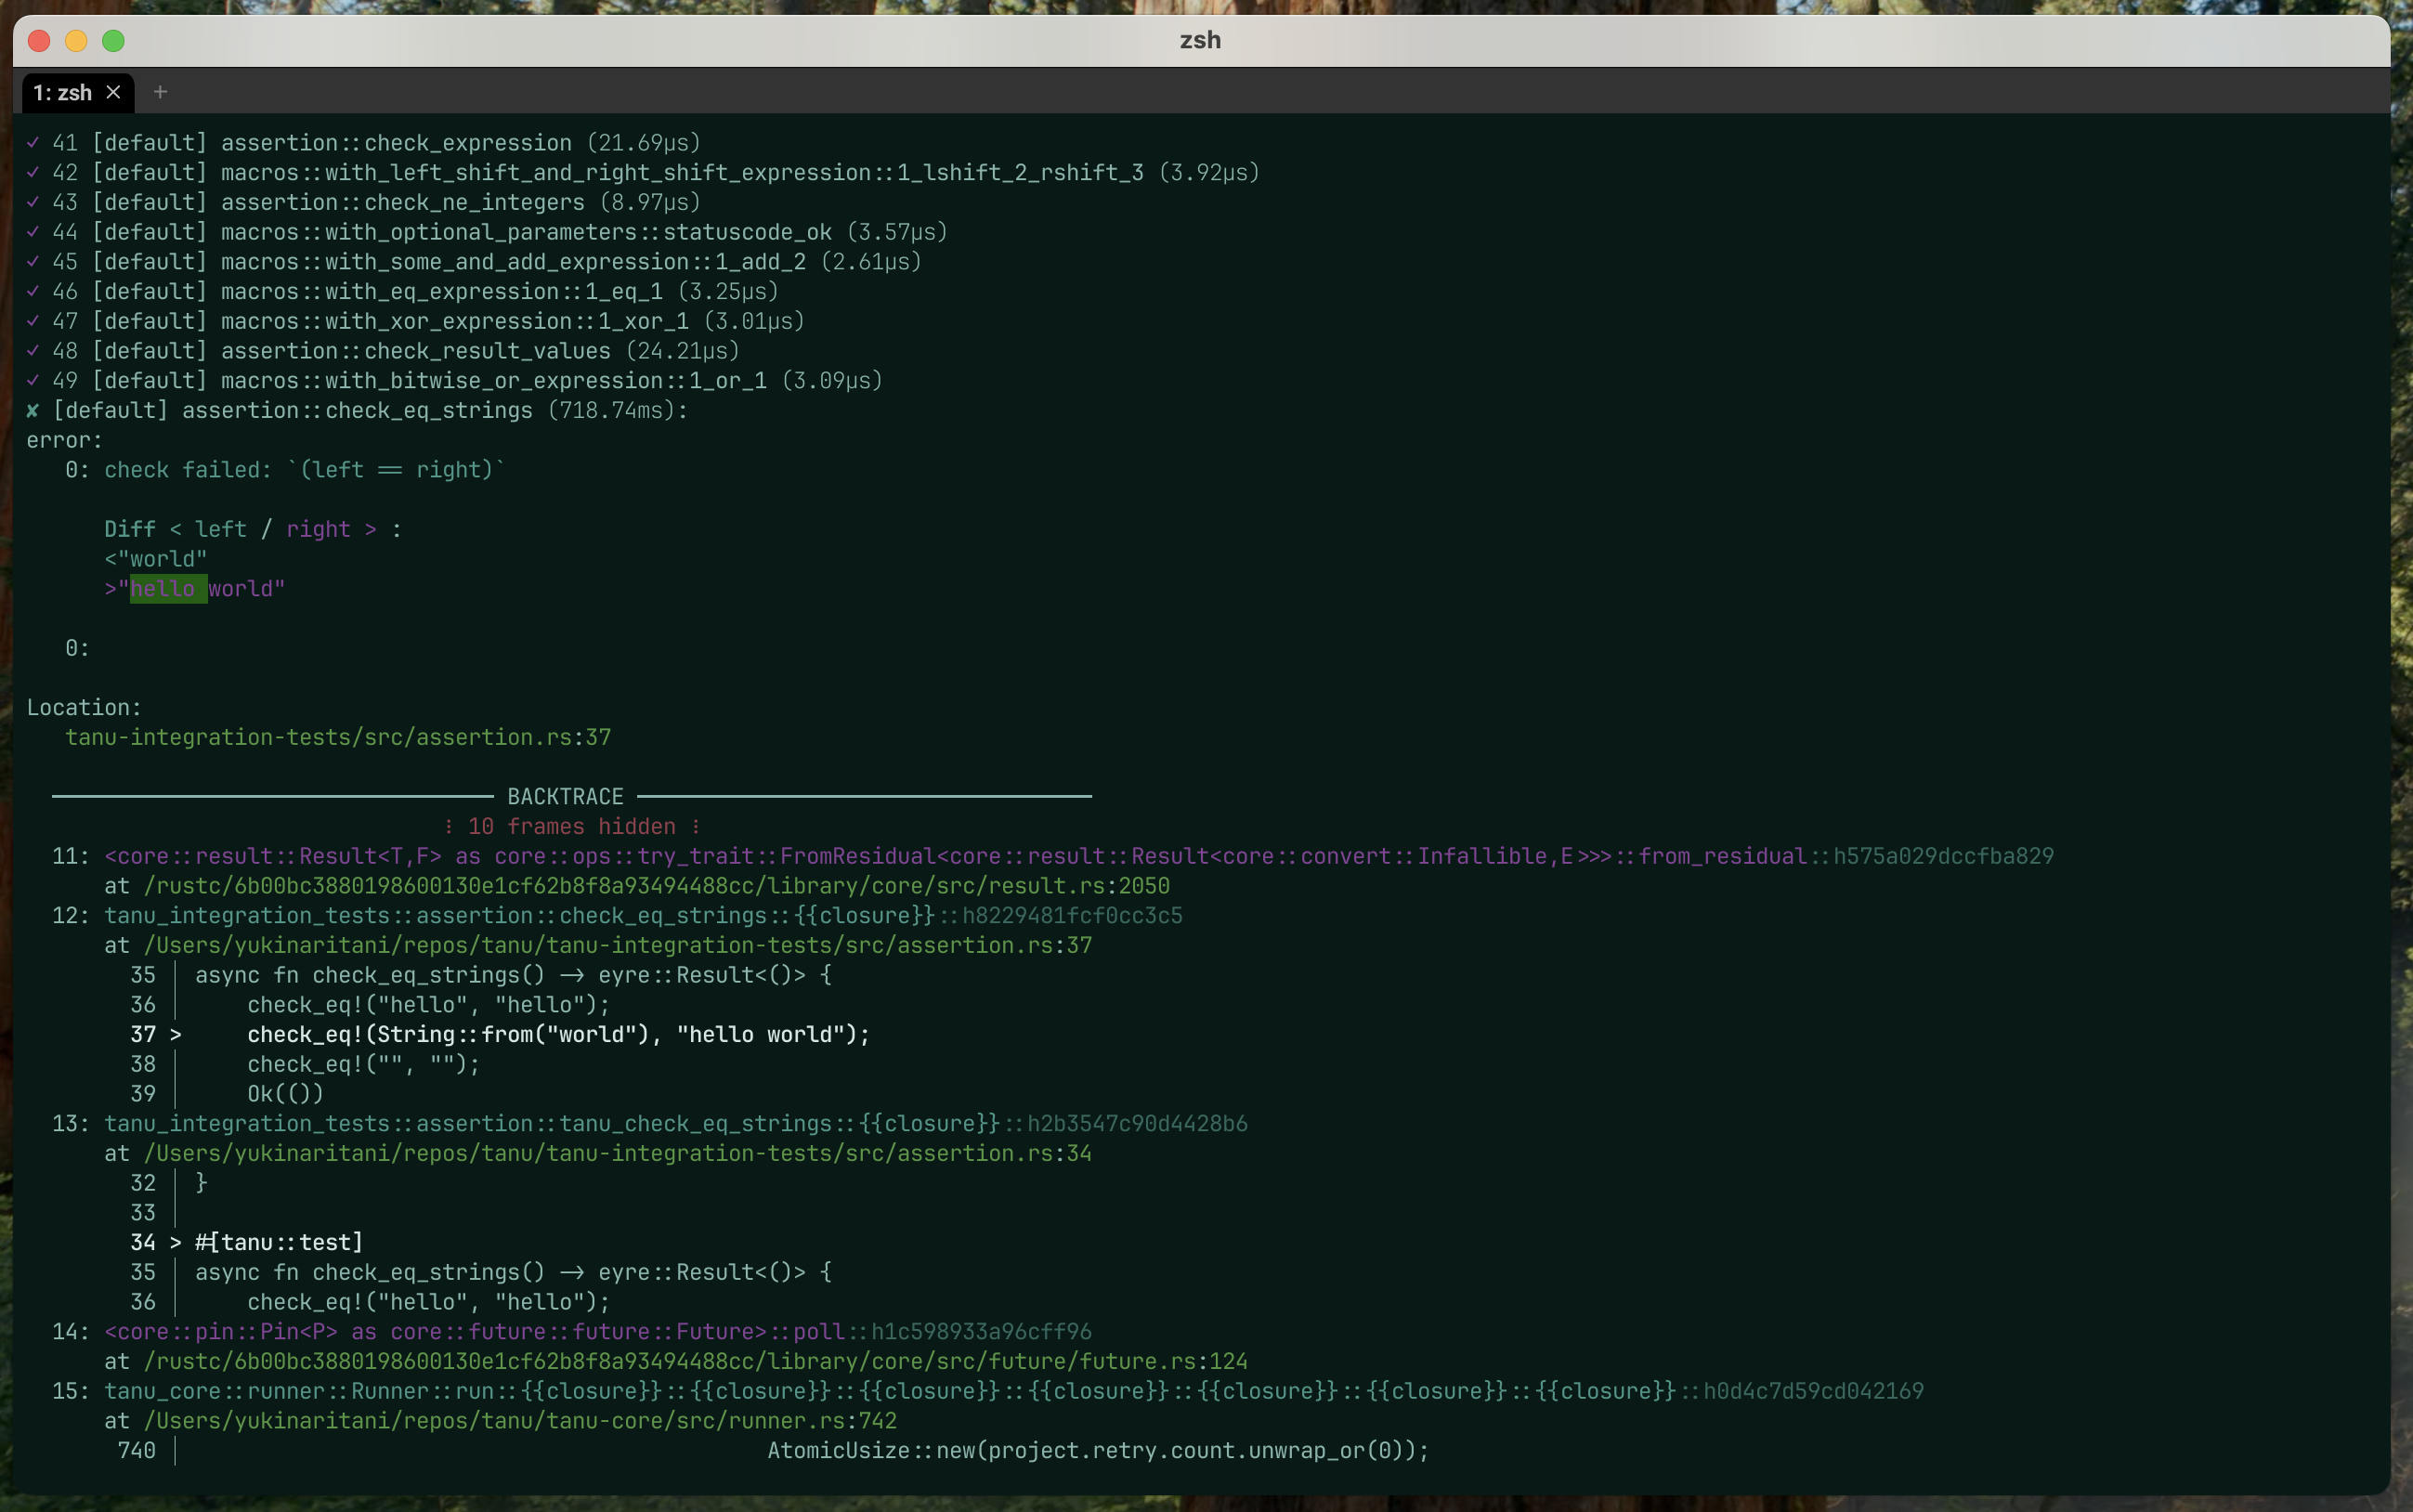 zsh
1: zsh ✕ +
✓ 41 [default] assertion::check_expression (21.69µs)
✓ 42 [default] macros::with_left_shift_and_right_shift_expression::1_lshift_2_rshift_3 (3.92µs)
✓ 43 [default] assertion::check_ne_integers (8.97µs)
✓ 44 [default] macros::with_optional_parameters::statuscode_ok (3.57µs)
✓ 45 [default] macros::with_some_and_add_expression::1_add_2 (2.61µs)
✓ 46 [default] macros::with_eq_expression::1_eq_1 (3.25µs)
✓ 47 [default] macros::with_xor_expression::1_xor_1 (3.01µs)
✓ 48 [default] assertion::check_result_values (24.21µs)
✓ 49 [default] macros::with_bitwise_or_expression::1_or_1 (3.09µs)
✘ [default] assertion::check_eq_strings (718.74ms):
error:
   0: check failed: `(left == right)`
      Diff < left / right > :
      <"world"
      >"hello world"
   0:
Location:
   tanu-integration-tests/src/assertion.rs:37
  ━━━━━━━━━━━━━━━━━━━━━━━━━━━━━━━━━━ BACKTRACE ━━━━━━━━━━━━━━━━━━━━━━━━━━━━━━━━━━━
                                ⋮ 10 frames hidden ⋮
  11: <core::result::Result<T,F> as core::ops::try_trait::FromResidual<core::result::Result<core::convert::Infallible,E>>>::from_residual::h575a029dccfba829
      at /rustc/6b00bc3880198600130e1cf62b8f8a93494488cc/library/core/src/result.rs:2050
  12: tanu_integration_tests::assertion::check_eq_strings::{{closure}}::h8229481fcf0cc3c5
      at /Users/yukinaritani/repos/tanu/tanu-integration-tests/src/assertion.rs:37
        35 │ async fn check_eq_strings() -> eyre::Result<()> {
        36 │     check_eq!("hello", "hello");
        37 >     check_eq!(String::from("world"), "hello world");
        38 │     check_eq!("", "");
        39 │     Ok(())
  13: tanu_integration_tests::assertion::tanu_check_eq_strings::{{closure}}::h2b3547c90d4428b6
      at /Users/yukinaritani/repos/tanu/tanu-integration-tests/src/assertion.rs:34
        32 │ }
        33 │
        34 > #[tanu::test]
        35 │ async fn check_eq_strings() -> eyre::Result<()> {
        36 │     check_eq!("hello", "hello");
  14: <core::pin::Pin<P> as core::future::future::Future>::poll::h1c598933a96cff96
      at /rustc/6b00bc3880198600130e1cf62b8f8a93494488cc/library/core/src/future/future.rs:124
  15: tanu_core::runner::Runner::run::{{closure}}::{{closure}}::{{closure}}::{{closure}}::{{closure}}::{{closure}}::{{closure}}::h0d4c7d59cd042169
      at /Users/yukinaritani/repos/tanu/tanu-core/src/runner.rs:742
       740 │                                             AtomicUsize::new(project.retry.count.unwrap_or(0));